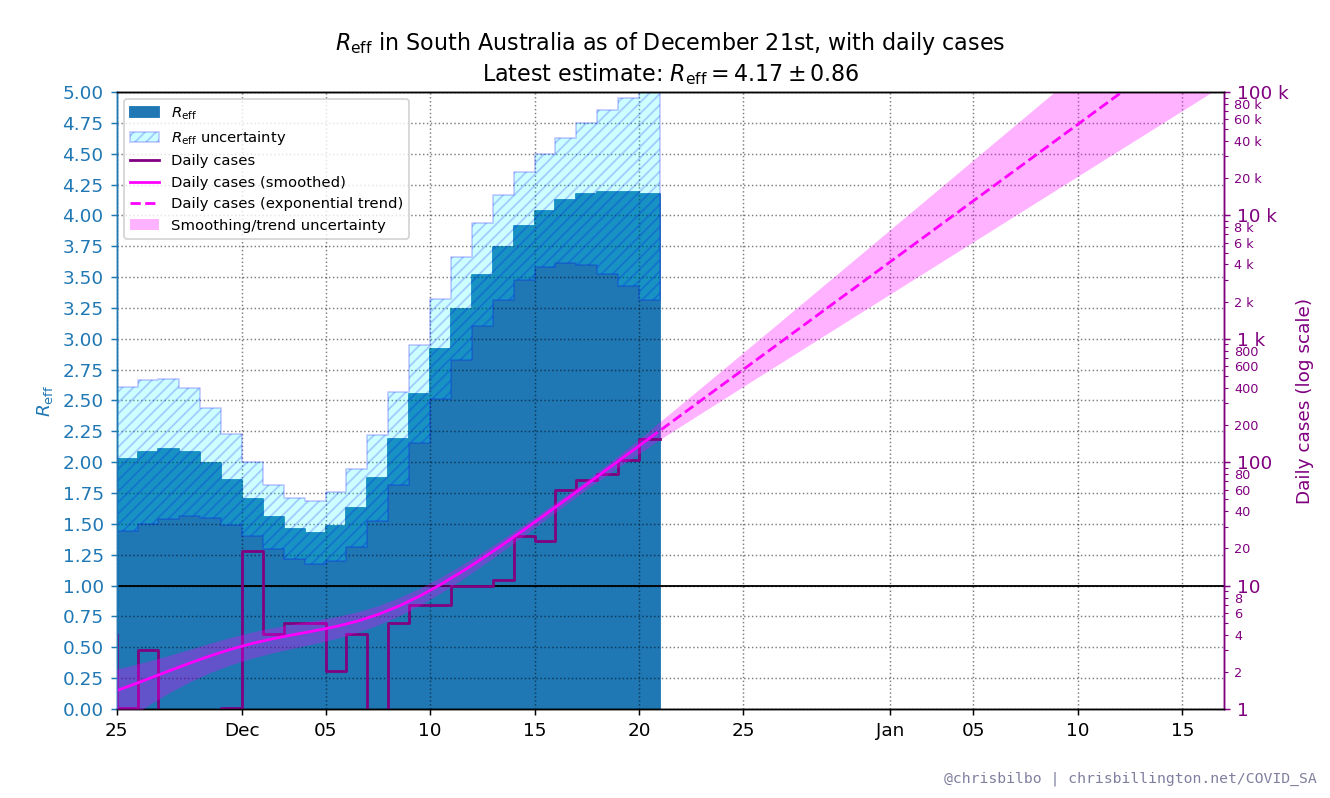 R_eff in South Australia as of December 21st, with daily cases
Latest estimate: R_eff = 4.17 ± 0.86
R_eff
R_eff uncertainty
Daily cases
Daily cases (smoothed)
Daily cases (exponential trend)
Smoothing/trend uncertainty
R_eff
5.00
4.75
4.50
4.25
4.00
3.75
3.50
3.25
3.00
2.75
2.50
2.25
2.00
1.75
1.50
1.25
1.00
0.75
0.50
0.25
0.00
100 k
80 k
60 k
40 k
20 k
10 k
8 k
6 k
4 k
2 k
1 k
800
600
400
200
100
80
60
40
20
10
8
6
4
2
1
Daily cases (log scale)
25 Dec 05 10 15 20 25 Jan 05 10 15
@chrisbilbo | chrisbillington.net/COVID_SA